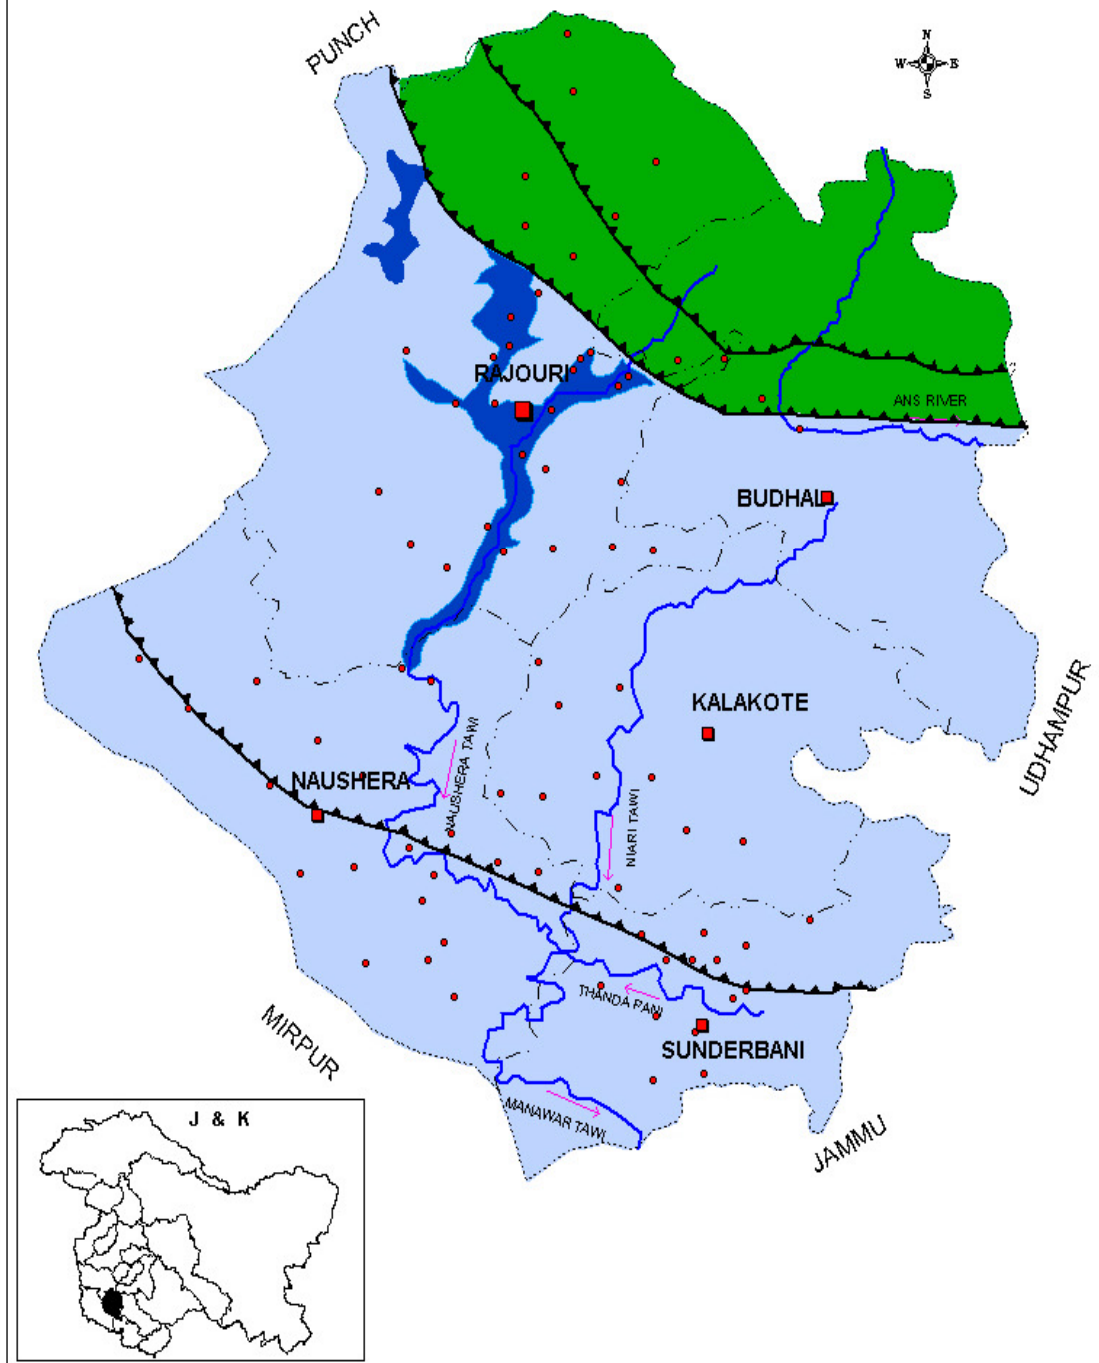 PUNCH
N
W E
S
RAJOURI
ANS RIVER
BUDHAL
KALAKOTE
UDHAMPUR
NAUSHERA
NAUSHERA TAWI
NIARI TAWI
THANDA PANI
SUNDERBANI
MIRPUR
MANAWAR TAWI
JAMMU
J & K